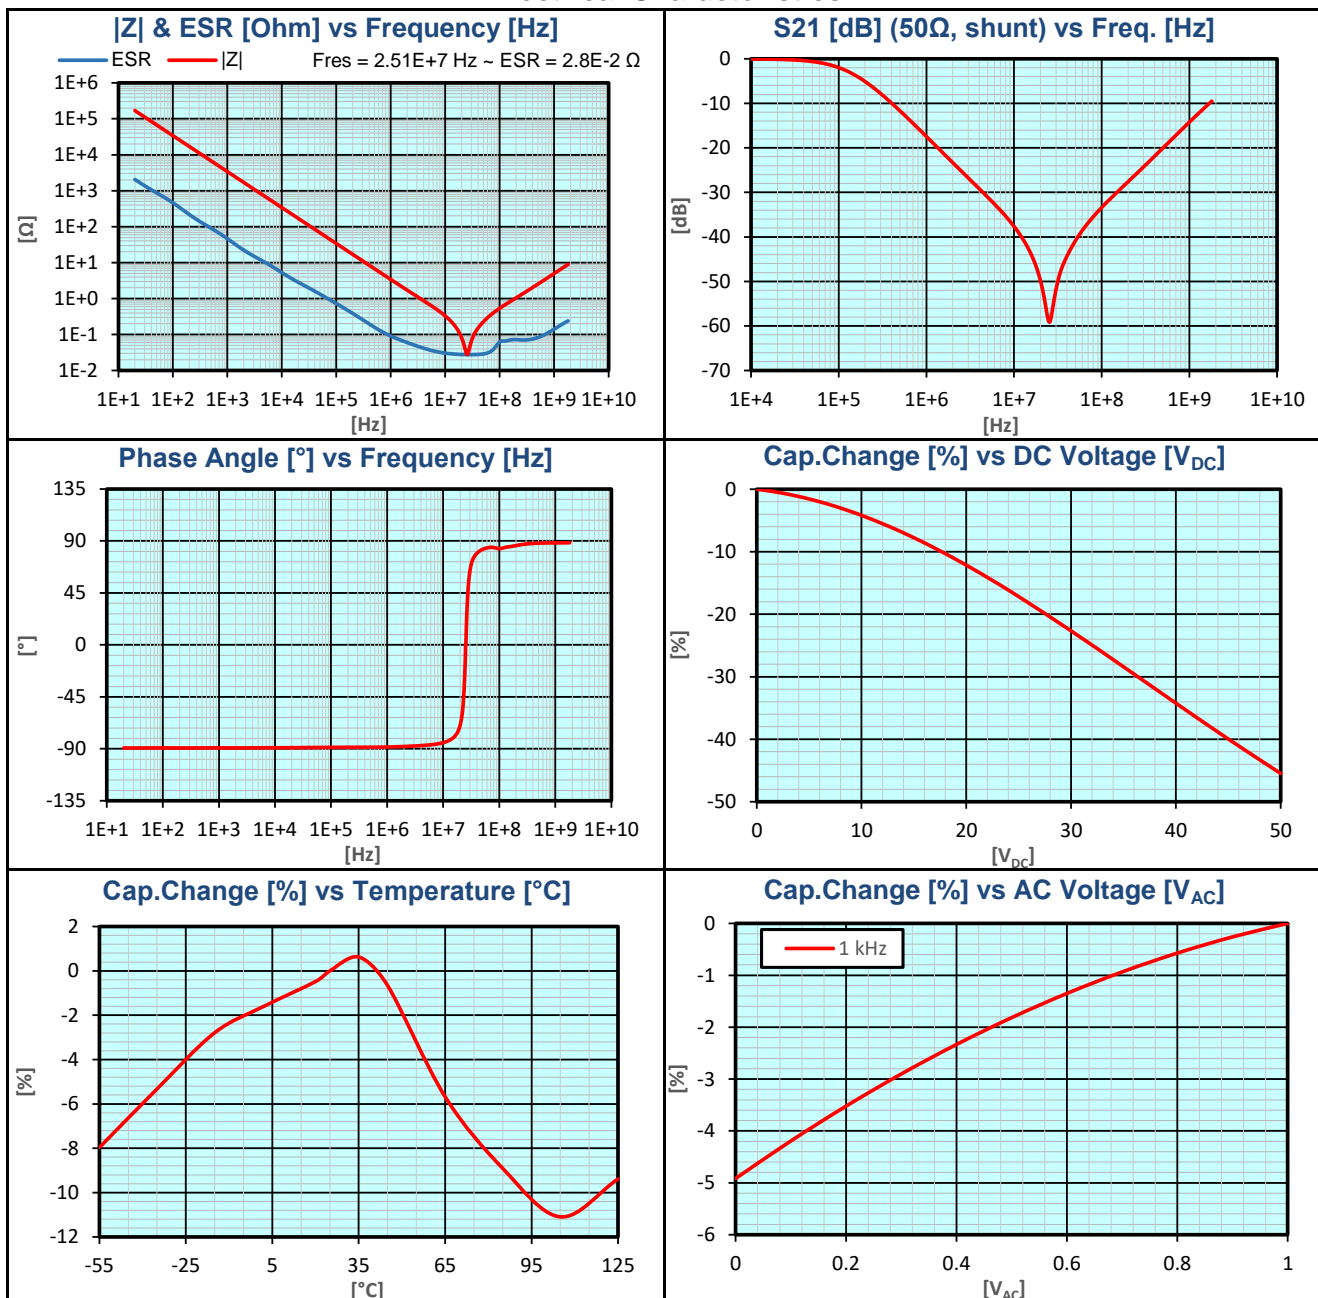 |Z| & ESR [Ohm] vs Frequency [Hz]
ESR |Z| Fres = 2.51E+7 Hz ~ ESR = 2.8E-2 Ω
1E+6
1E+5
1E+4
1E+3
1E+2
1E+1
1E+0
1E-1
1E-2
[Ω]
1E+1 1E+2 1E+3 1E+4 1E+5 1E+6 1E+7 1E+8 1E+9 1E+10
[Hz]
S21 [dB] (50Ω, shunt) vs Freq. [Hz]
0
-10
-20
-30
-40
-50
-60
-70
[dB]
1E+4 1E+5 1E+6 1E+7 1E+8 1E+9 1E+10
[Hz]
Phase Angle [°] vs Frequency [Hz]
135
90
45
0
-45
-90
-135
[°]
1E+1 1E+2 1E+3 1E+4 1E+5 1E+6 1E+7 1E+8 1E+9 1E+10
[Hz]
Cap.Change [%] vs DC Voltage [VDC]
0
-10
-20
-30
-40
-50
[%]
0 10 20 30 40 50
[VDC]
Cap.Change [%] vs Temperature [°C]
2
0
-2
-4
-6
-8
-10
-12
[%]
-55 -25 5 35 65 95 125
[°C]
Cap.Change [%] vs AC Voltage [VAC]
1 kHz
0
-1
-2
-3
-4
-5
-6
[%]
0 0.2 0.4 0.6 0.8 1
[VAC]